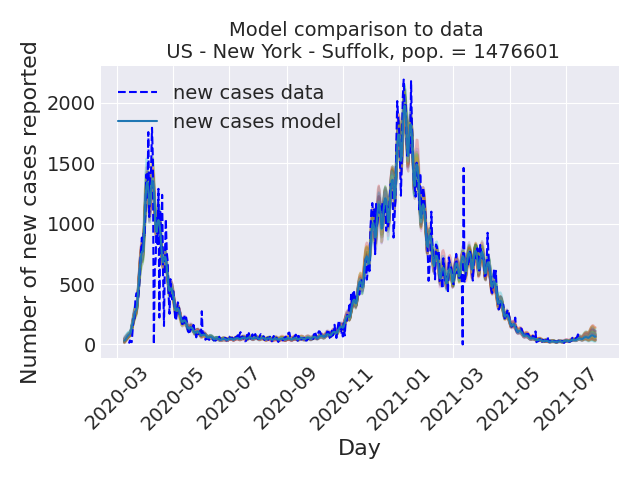 Model comparison to data
US - New York - Suffolk, pop. = 1476601
Number of new cases reported
2000
1500
1000
500
0
new cases data
new cases model
2020-03
2020-05
2020-07
2020-09
2020-11
2021-01
2021-03
2021-05
2021-07
Day